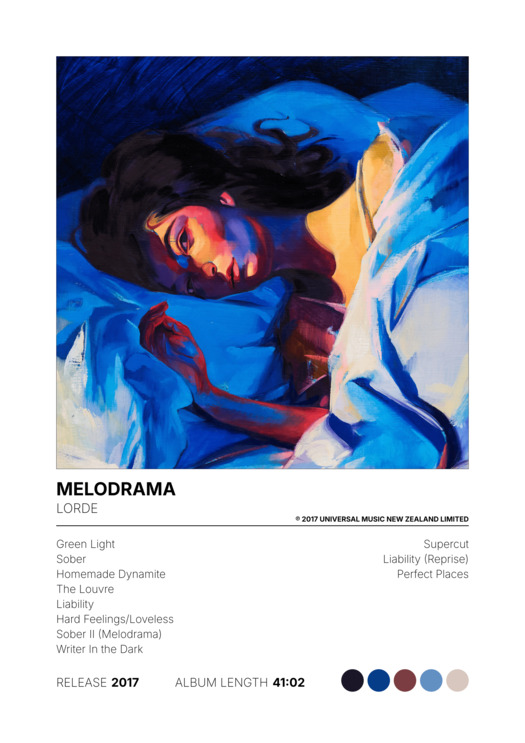 MELODRAMA
LORDE
℗ 2017 UNIVERSAL MUSIC NEW ZEALAND LIMITED
Green Light
Sober
Homemade Dynamite
The Louvre
Liability
Hard Feelings/Loveless
Sober II (Melodrama)
Writer In the Dark
Supercut
Liability (Reprise)
Perfect Places
RELEASE 2017
ALBUM LENGTH 41:02